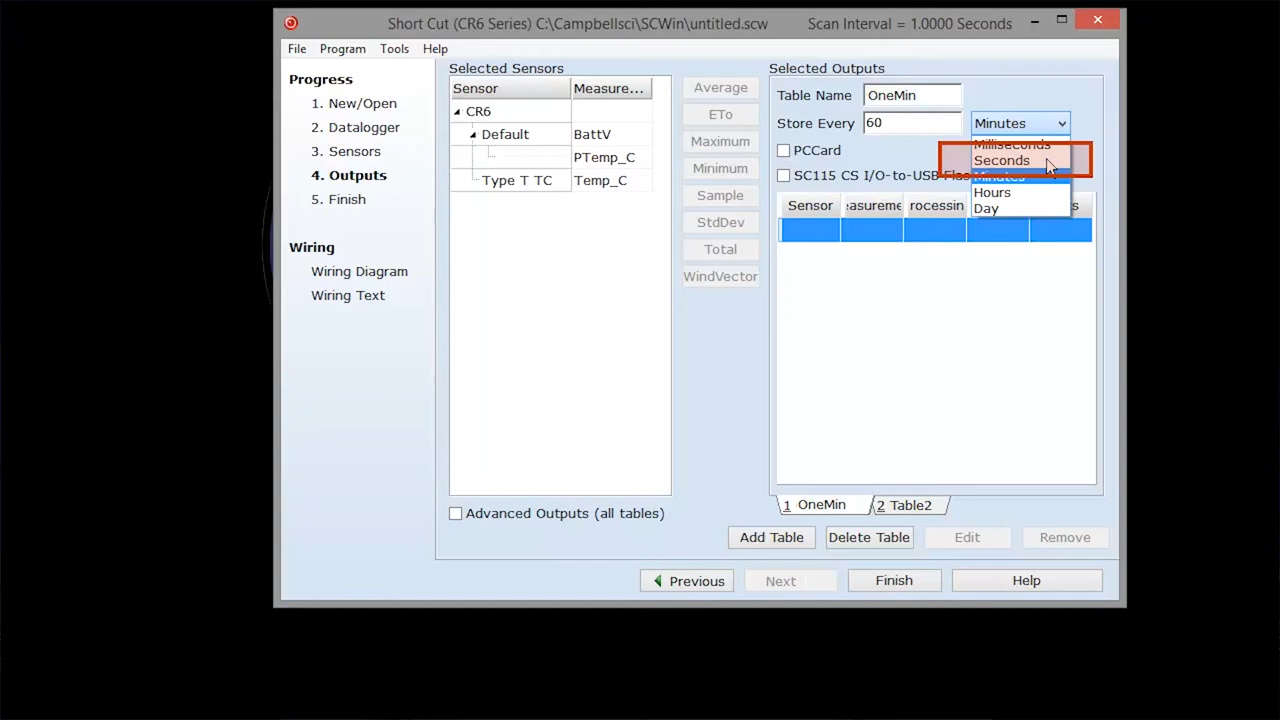 Short Cut (CR6 Series) C:\Campbellsci\SCWin\untitled.scw Scan Interval = 1.0000 Seconds
File Program Tools Help
Progress
1. New/Open
2. Datalogger
3. Sensors
4. Outputs
5. Finish
Wiring
Wiring Diagram
Wiring Text
Selected Sensors
Sensor Measure...
CR6
Default BattV
PTemp_C
Type T TC Temp_C
Advanced Outputs (all tables)
Average
ETo
Maximum
Minimum
Sample
StdDev
Total
WindVector
Selected Outputs
Table Name OneMin
Store Every 60 Minutes
Milliseconds
Seconds
Minutes
Hours
Day
PCCard
SC115 CS I/O-to-USB Flas
Sensor asureme rocessin s
1 OneMin 2 Table2
Add Table Delete Table Edit Remove
Previous Next Finish Help